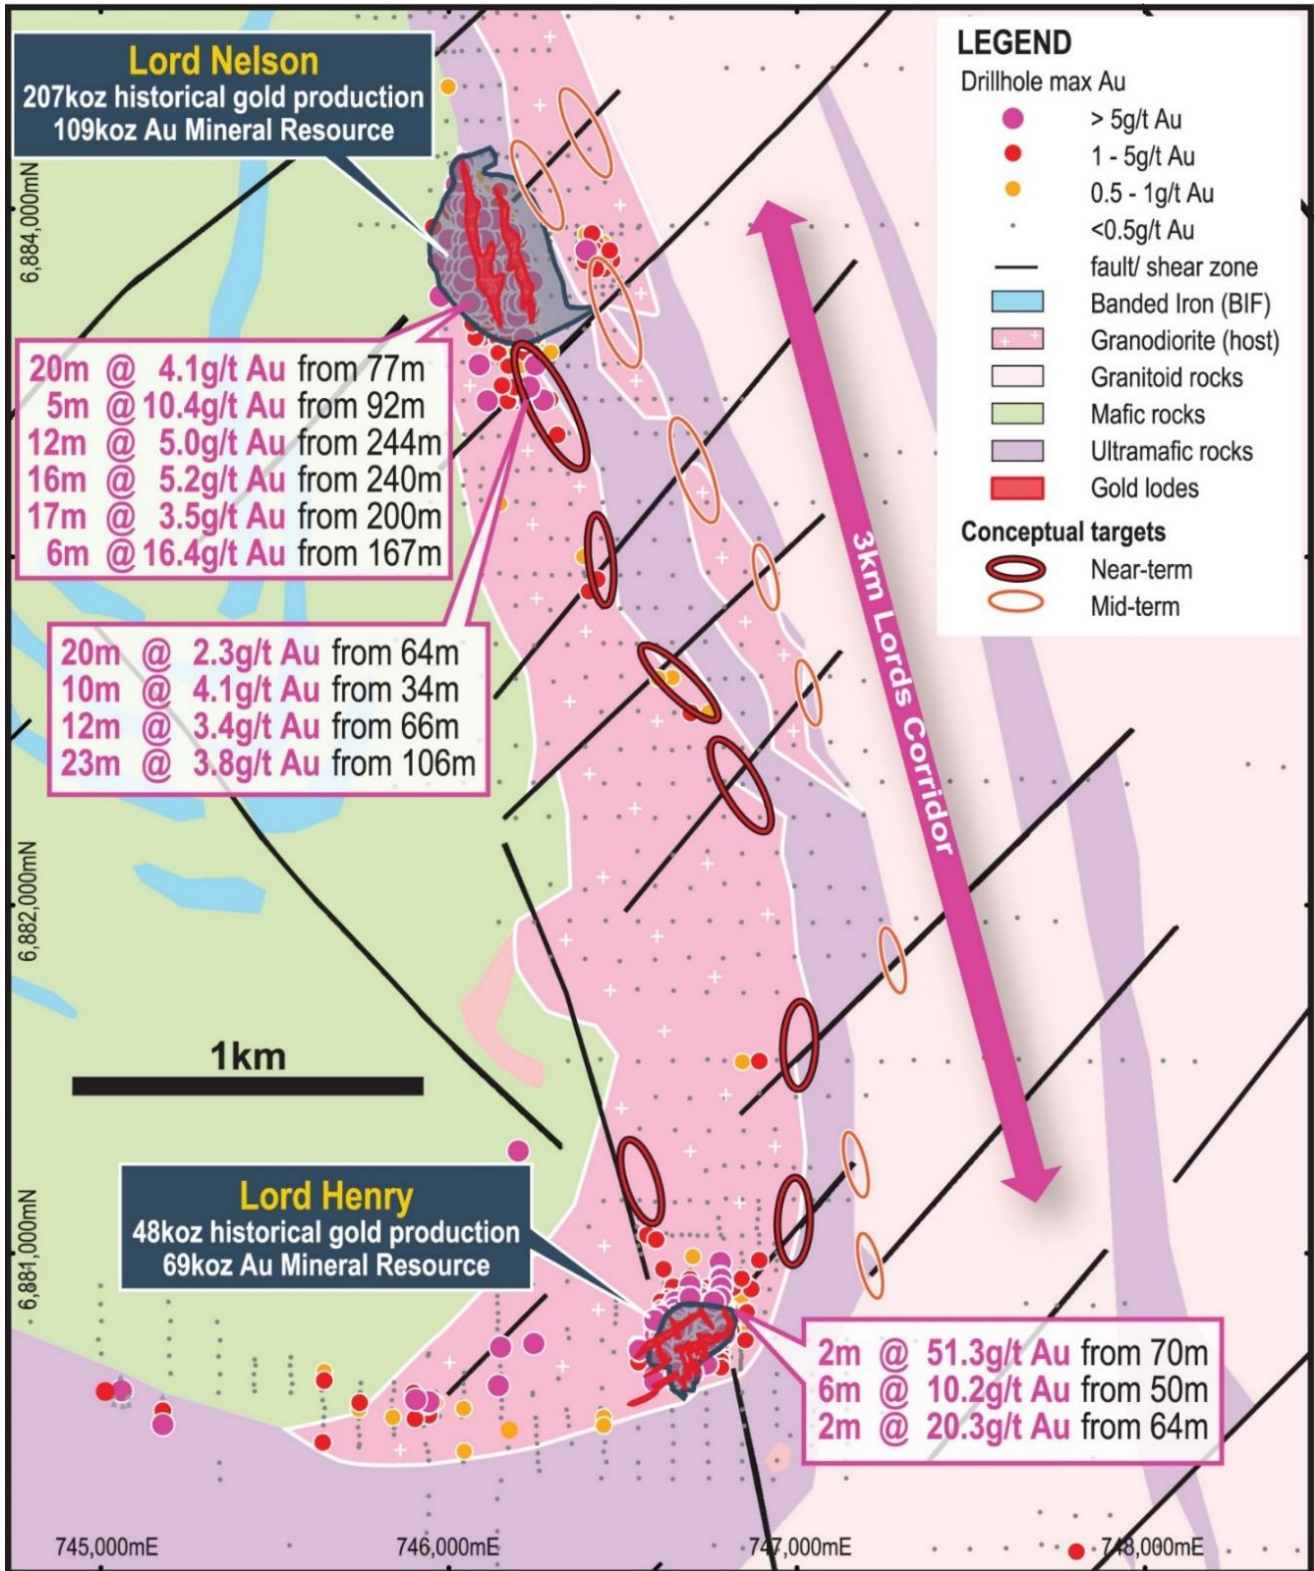 Lord Nelson
207koz historical gold production
109koz Au Mineral Resource
LEGEND
Drillhole max Au
> 5g/t Au
1 - 5g/t Au
0.5 - 1g/t Au
<0.5g/t Au
fault/ shear zone
Banded Iron (BIF)
Granodiorite (host)
Granitoid rocks
Mafic rocks
Ultramafic rocks
Gold lodes
Conceptual targets
Near-term
Mid-term
6,884,000mN
20m @ 4.1g/t Au from 77m
5m @ 10.4g/t Au from 92m
12m @ 5.0g/t Au from 244m
16m @ 5.2g/t Au from 240m
17m @ 3.5g/t Au from 200m
6m @ 16.4g/t Au from 167m
20m @ 2.3g/t Au from 64m
10m @ 4.1g/t Au from 34m
12m @ 3.4g/t Au from 66m
23m @ 3.8g/t Au from 106m
3km Lords Corridor
6,882,000mN
1km
Lord Henry
48koz historical gold production
69koz Au Mineral Resource
6,881,000mN
2m @ 51.3g/t Au from 70m
6m @ 10.2g/t Au from 50m
2m @ 20.3g/t Au from 64m
745,000mE
746,000mE
747,000mE
748,000mE